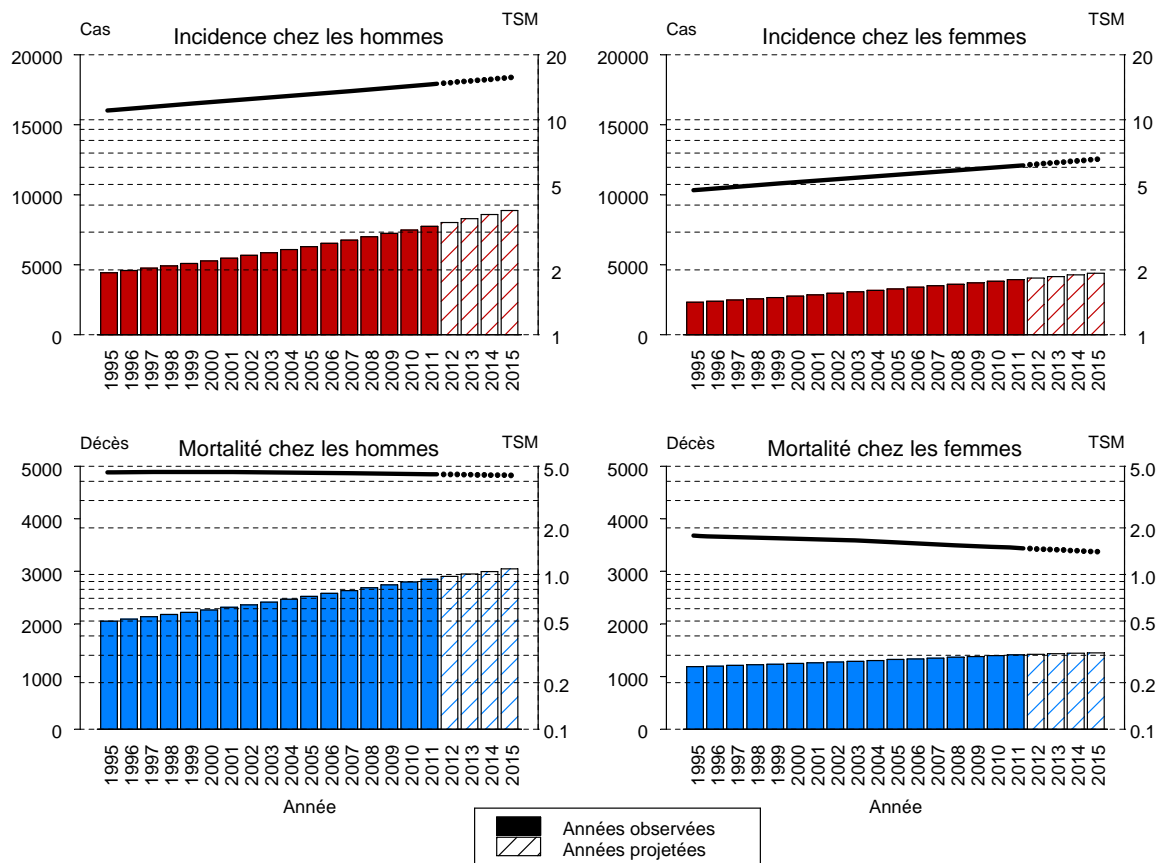 Cas
Incidence chez les hommes
TSM
20000
15000
10000
5000
0
20
10
5
2
1
1995 1996 1997 1998 1999 2000 2001 2002 2003 2004 2005 2006 2007 2008 2009 2010 2011 2012 2013 2014 2015
Cas
Incidence chez les femmes
TSM
20000
15000
10000
5000
0
20
10
5
2
1
1995 1996 1997 1998 1999 2000 2001 2002 2003 2004 2005 2006 2007 2008 2009 2010 2011 2012 2013 2014 2015
Décès
Mortalité chez les hommes
TSM
5000
4000
3000
2000
1000
0
5.0
2.0
1.0
0.5
0.2
0.1
1995 1996 1997 1998 1999 2000 2001 2002 2003 2004 2005 2006 2007 2008 2009 2010 2011 2012 2013 2014 2015
Année
Décès
Mortalité chez les femmes
TSM
5000
4000
3000
2000
1000
0
5.0
2.0
1.0
0.5
0.2
0.1
1995 1996 1997 1998 1999 2000 2001 2002 2003 2004 2005 2006 2007 2008 2009 2010 2011 2012 2013 2014 2015
Année
Années observées
Années projetées